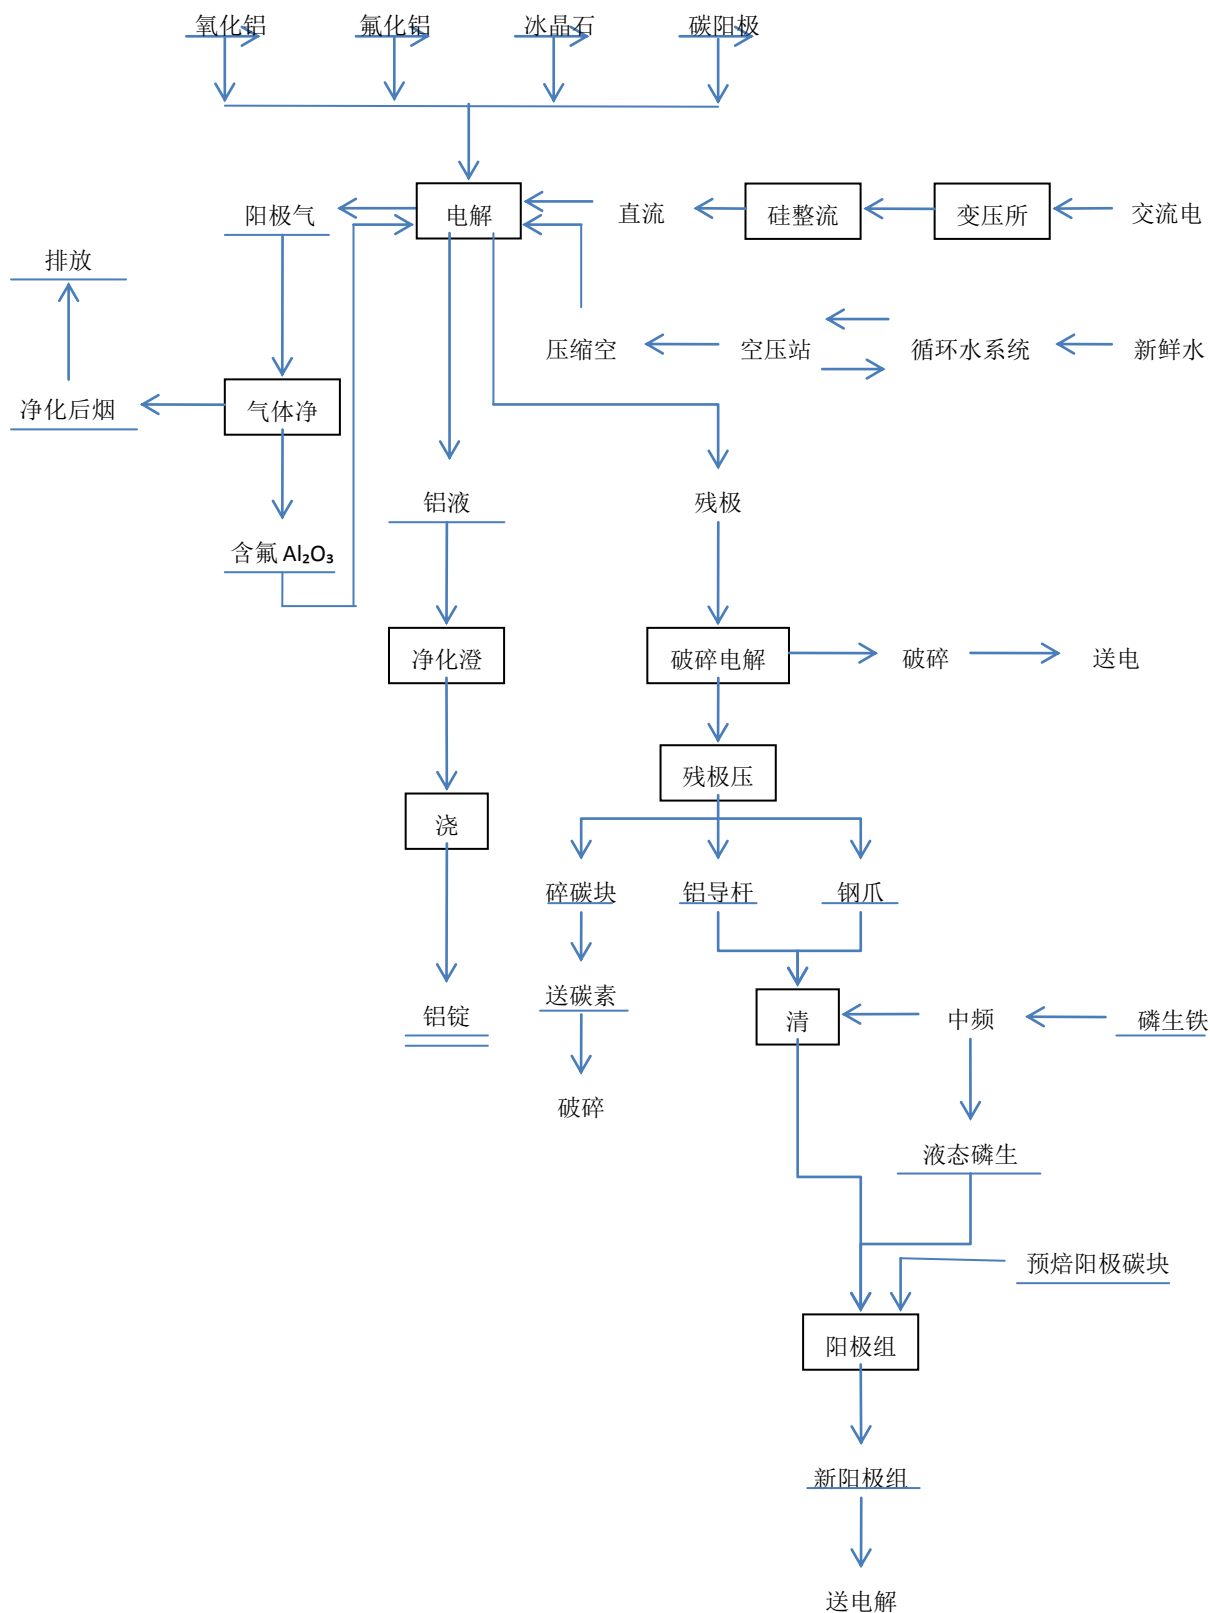 氧化铝 氟化铝 冰晶石 碳阳极
阳极气 电解 直流 硅整流 变压所 交流电
排放
压缩空 空压站 循环水系统 新鲜水
净化后烟 气体净
铝液 残极
含氟 Al₂O₃
净化澄 破碎电解 破碎 送电
残极压
浇
碎碳块 铝导杆 钢爪
送碳素
铝锭 清 中频 磷生铁
破碎
液态磷生
预焙阳极碳块
阳极组
新阳极组
送电解